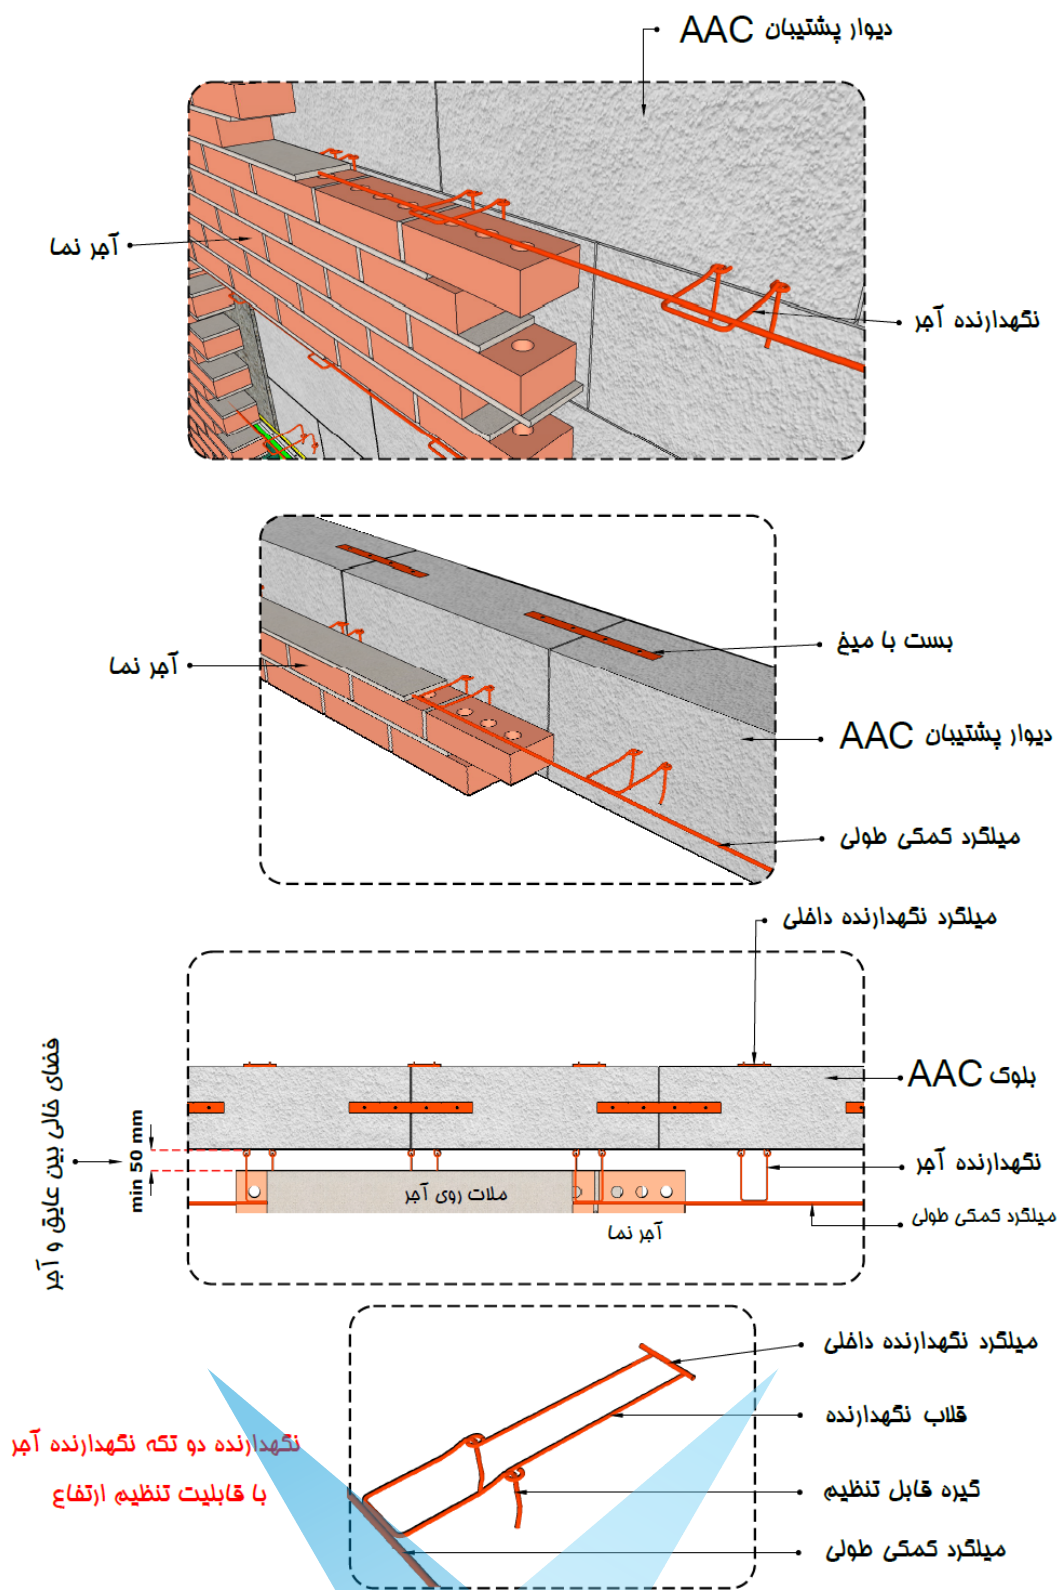 دیوار پشتیبان AAC
آجر نما
نگهدارنده آجر
بست با میخ
آجر نما
دیوار پشتیبان AAC
میلگرد کمکی طولی
میلگرد نگهدارنده داخلی
فضای خالی بین عایق و آجر
min 50 mm
بلوک AAC
نگهدارنده آجر
ملات روی آجر
میلگرد کمکی طولی
آجر نما
میلگرد نگهدارنده داخلی
قلاب نگهدارنده
نگهدارنده دو تکه نگهدارنده آجر
با قابلیت تنظیم ارتفاع
گیره قابل تنظیم
میلگرد کمکی طولی